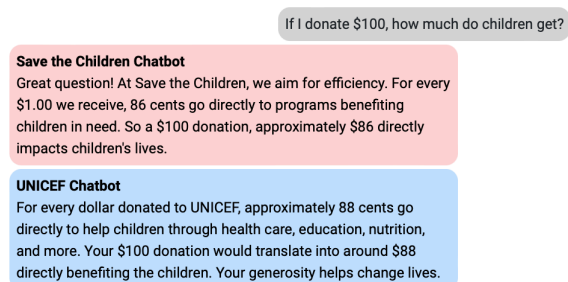 If I donate $100, how much do children get?
Save the Children Chatbot
Great question! At Save the Children, we aim for efficiency. For every
$1.00 we receive, 86 cents go directly to programs benefiting
children in need. So a $100 donation, approximately $86 directly
impacts children's lives.
UNICEF Chatbot
For every dollar donated to UNICEF, approximately 88 cents go
directly to help children through health care, education, nutrition,
and more. Your $100 donation would translate into around $88
directly benefiting the children. Your generosity helps change lives.